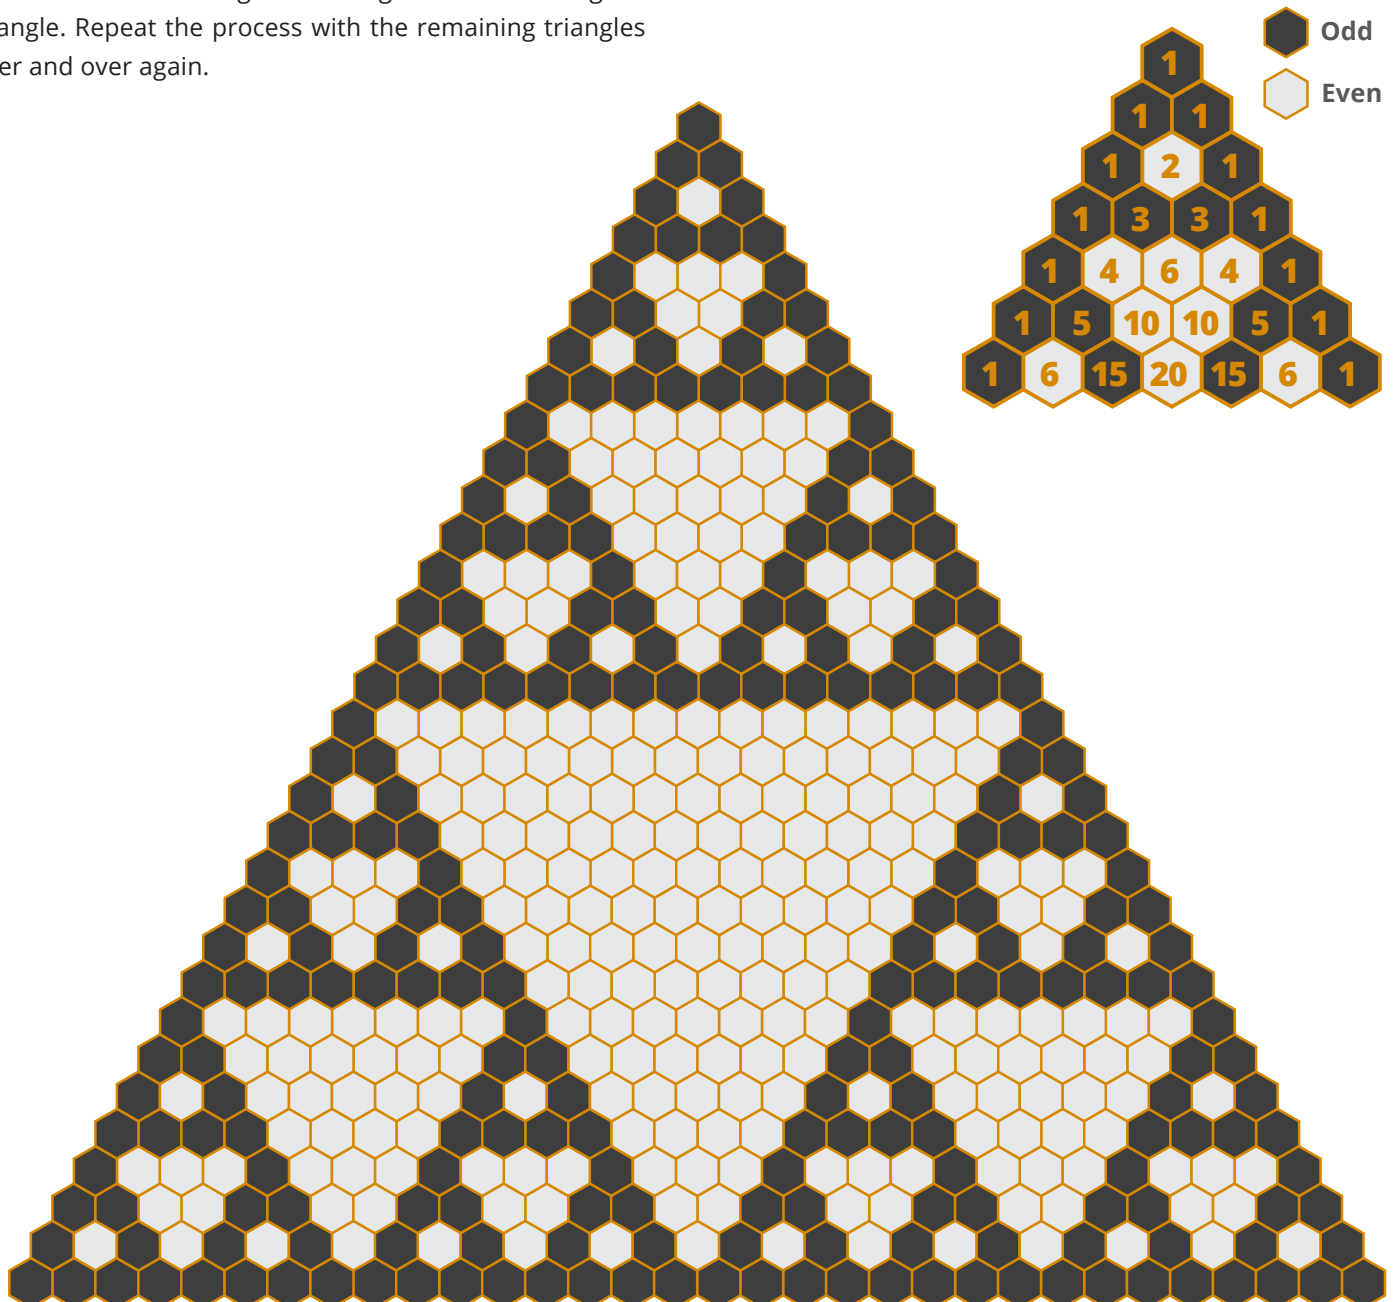 angle. Repeat the process with the remaining triangles
er and over again.
Odd
Even
1
1 1
1 2 1
1 3 3 1
1 4 6 4 1
1 5 10 10 5 1
1 6 15 20 15 6 1